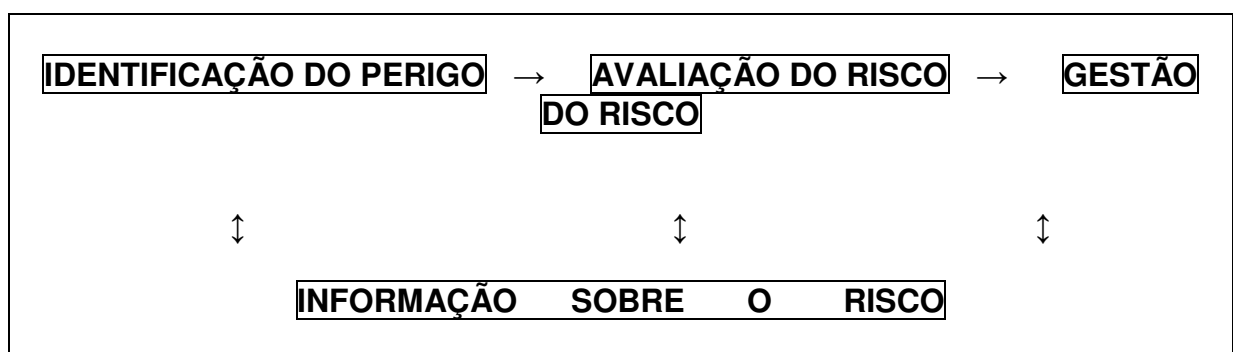 IDENTIFICAÇÃO DO PERIGO → AVALIAÇÃO DO RISCO → GESTÃO
DO RISCO
↕ ↕ ↕
INFORMAÇÃO SOBRE O RISCO